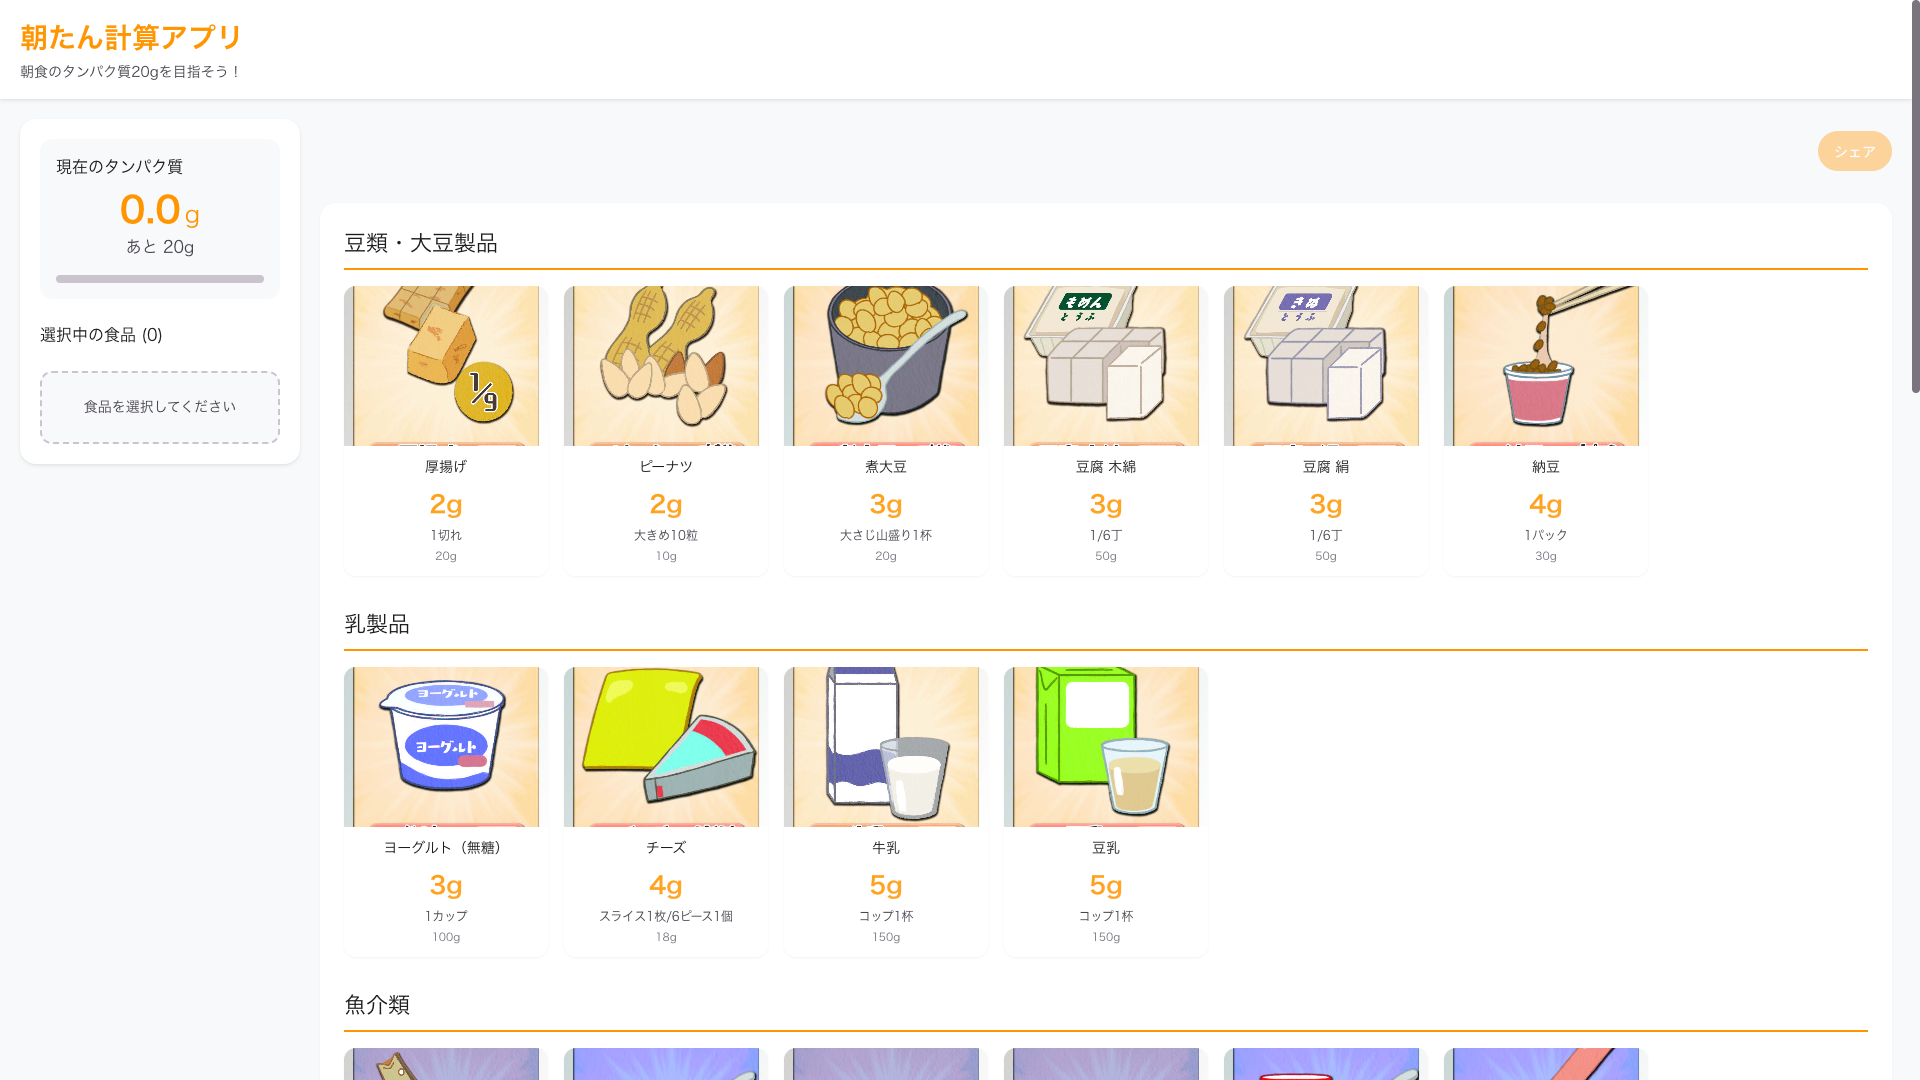 朝たん計算アプリ
朝食のタンパク質20gを目指そう！
現在のタンパク質
0.0g
あと 20g
選択中の食品 (0)
食品を選択してください
シェア
豆類・大豆製品
1/9
もめん
とうふ
きぬ
とうふ
厚揚げ
2g
1切れ
20g
ピーナツ
2g
大きめ10粒
10g
煮大豆
3g
大さじ山盛り1杯
20g
豆腐 木綿
3g
1/6丁
50g
豆腐 絹
3g
1/6丁
50g
納豆
4g
1パック
30g
乳製品
ヨーグルト
ヨーグルト
ヨーグルト（無糖）
3g
1カップ
100g
チーズ
4g
スライス1枚/6ピース1個
18g
牛乳
5g
コップ1杯
150g
豆乳
5g
コップ1杯
150g
魚介類